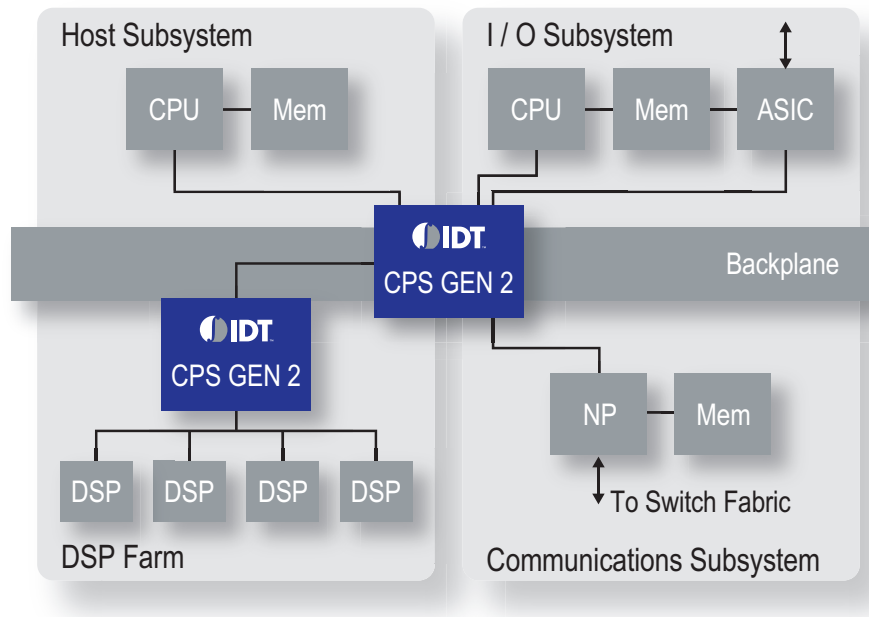 Host Subsystem
I / O Subsystem
CPU
Mem
CPU
Mem
ASIC
IDT
CPS GEN 2
Backplane
IDT
CPS GEN 2
NP
Mem
DSP
DSP
DSP
DSP
To Switch Fabric
DSP Farm
Communications Subsystem